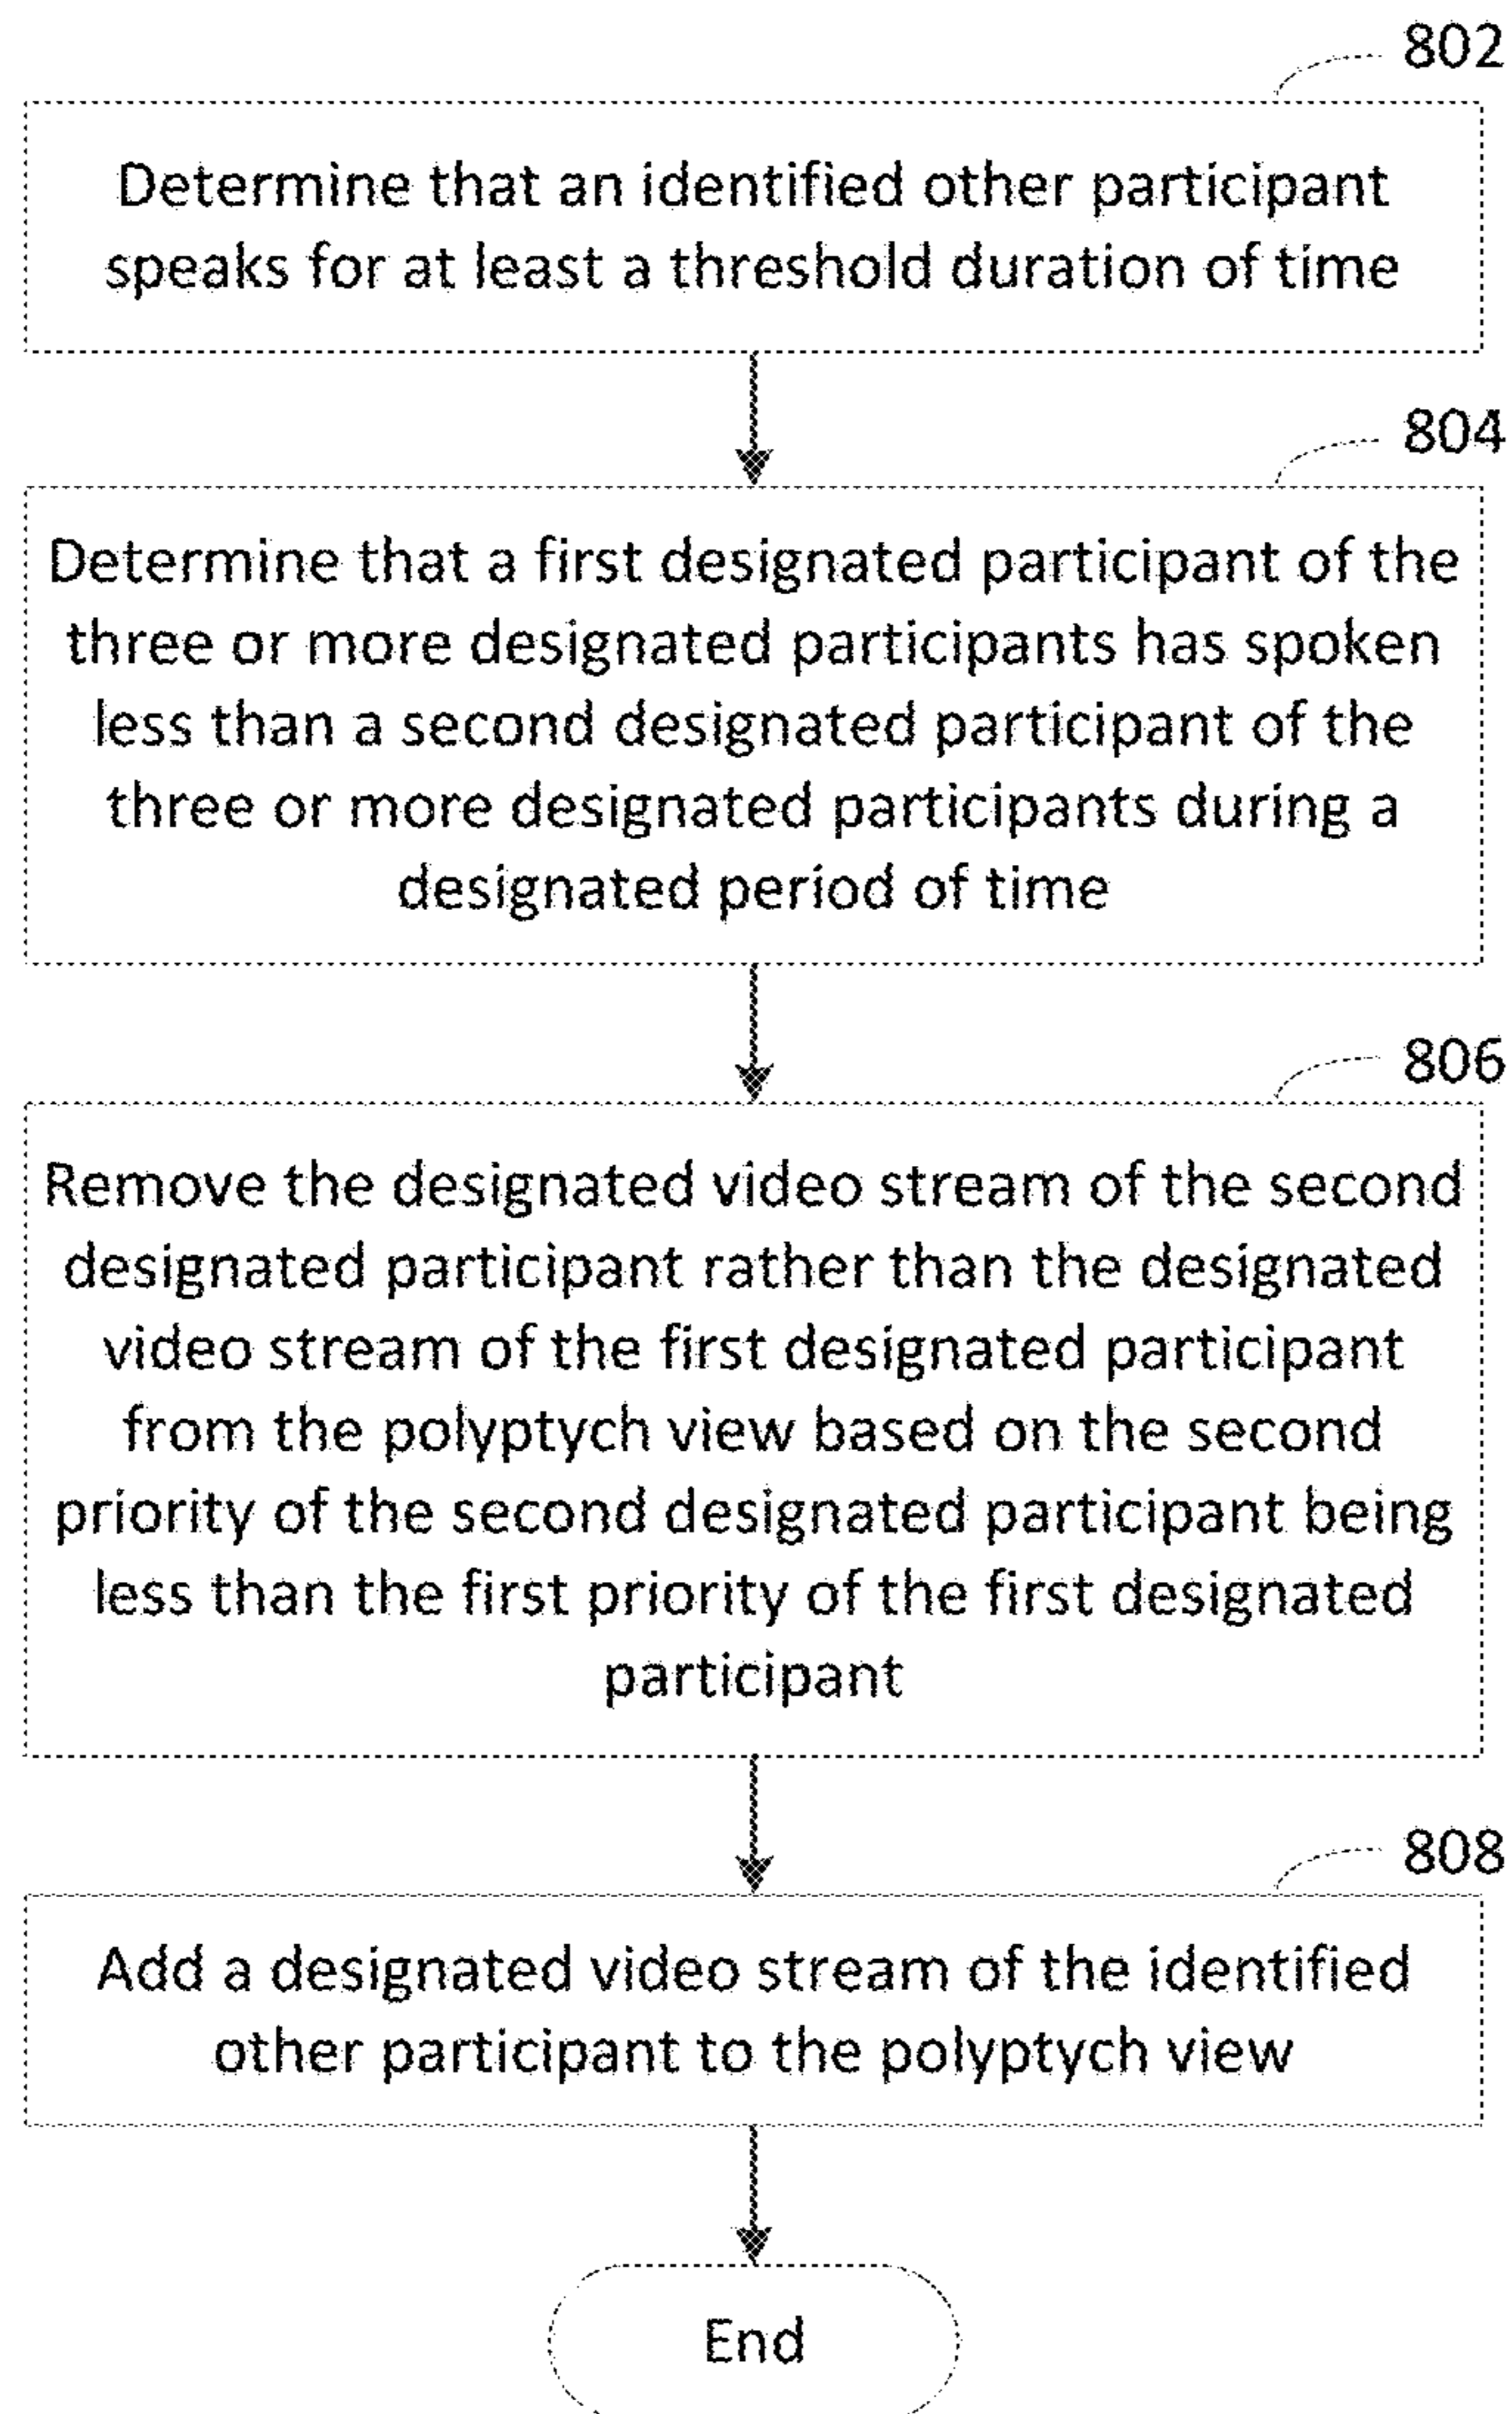 802
Determine that an identified other participant
speaks for at least a threshold duration of time
804
Determine that a first designated participant of the
three or more designated participants has spoken
less than a second designated participant of the
three or more designated participants during a
designated period of time
806
Remove the designated video stream of the second
designated participant rather than the designated
video stream of the first designated participant
from the polyptych view based on the second
priority of the second designated participant being
less than the first priority of the first designated
participant
808
Add a designated video stream of the identified
other participant to the polyptych view
End